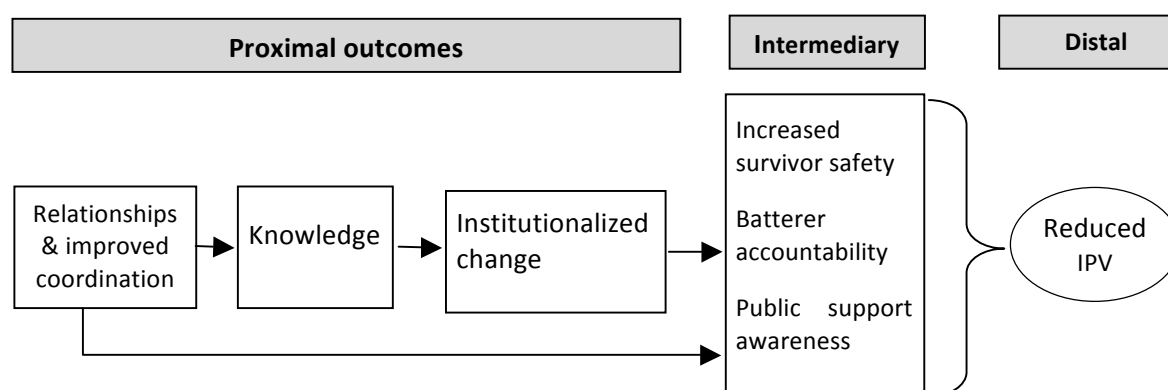 Proximal outcomes
Intermediary
Distal
Relationships
& improved
coordination
Knowledge
Institutionalized
change
Increased
survivor safety
Batterer
accountability
Public support
awareness
Reduced
IPV